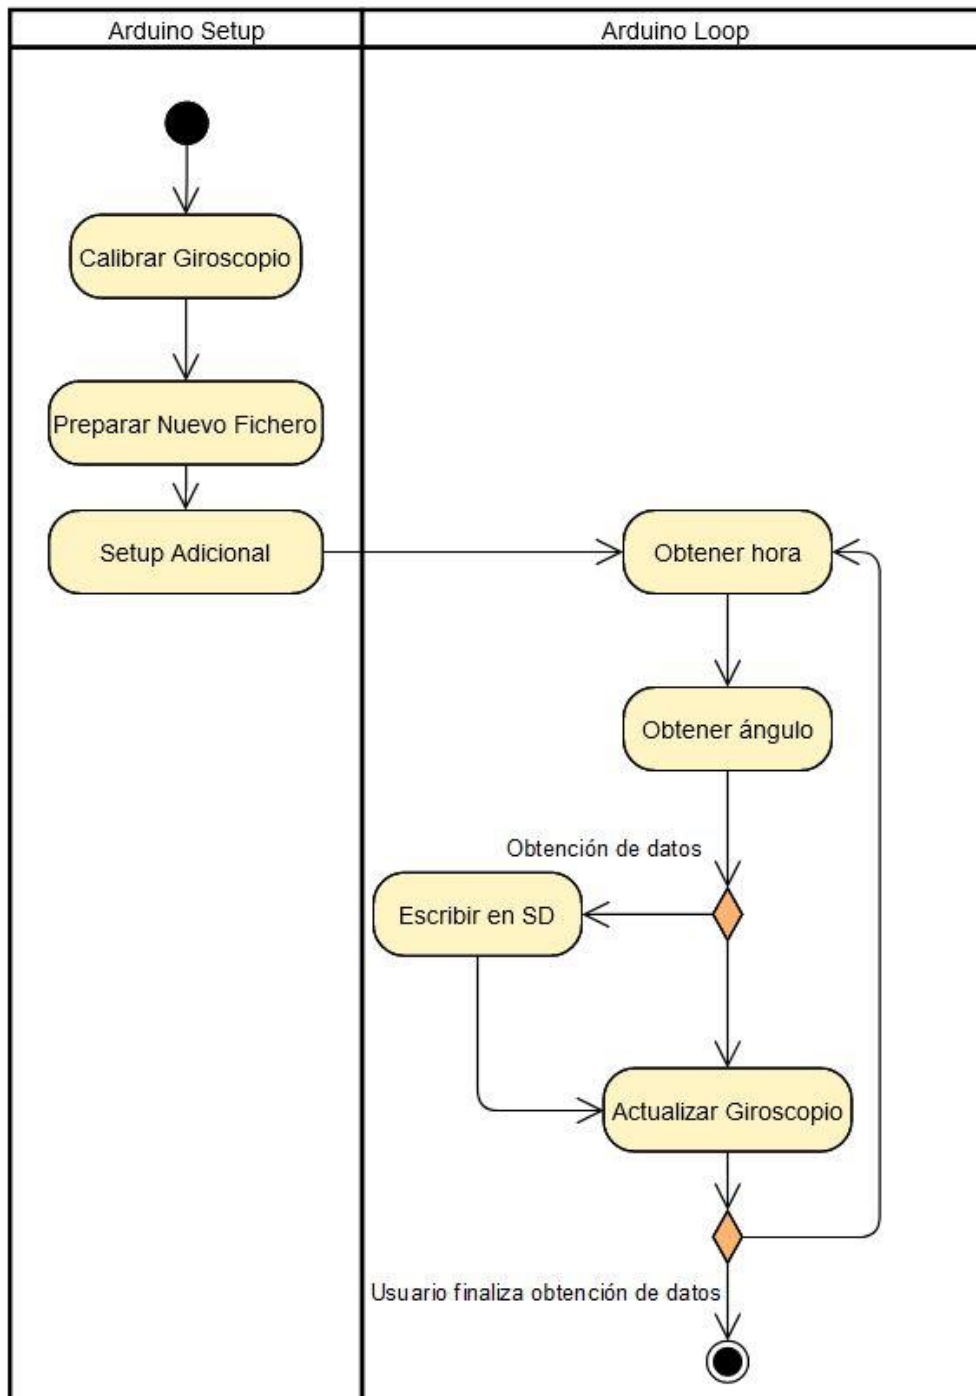 Arduino Setup
Arduino Loop
Calibrar Giroscopio
Preparar Nuevo Fichero
Setup Adicional
Obtener hora
Obtener ángulo
Obtención de datos
Escribir en SD
Actualizar Giroscopio
Usuario finaliza obtención de datos